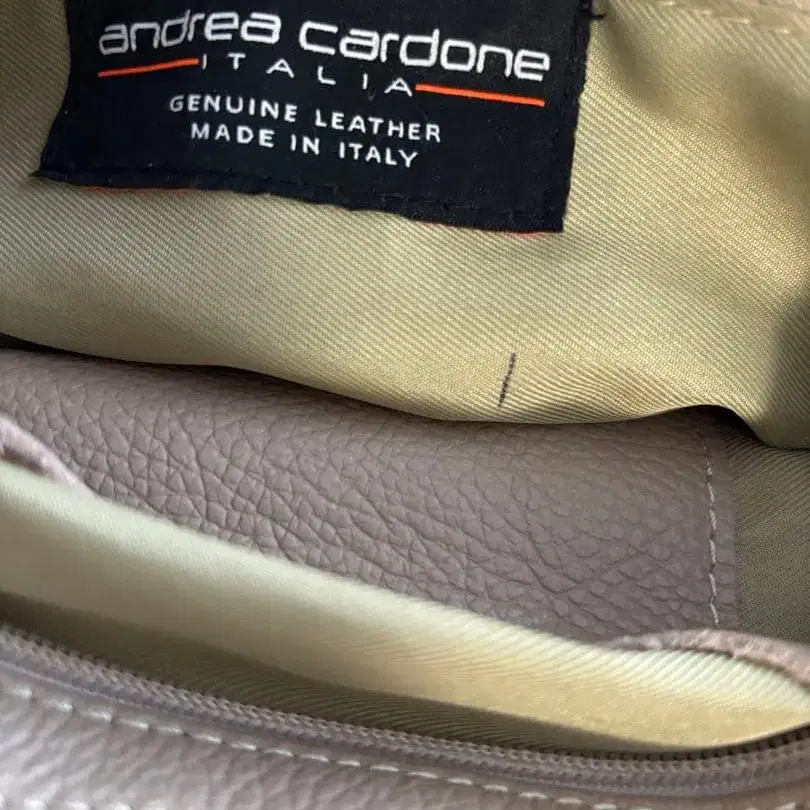 andrea cardone
ITALIA
GENUINE LEATHER
MADE IN ITALY